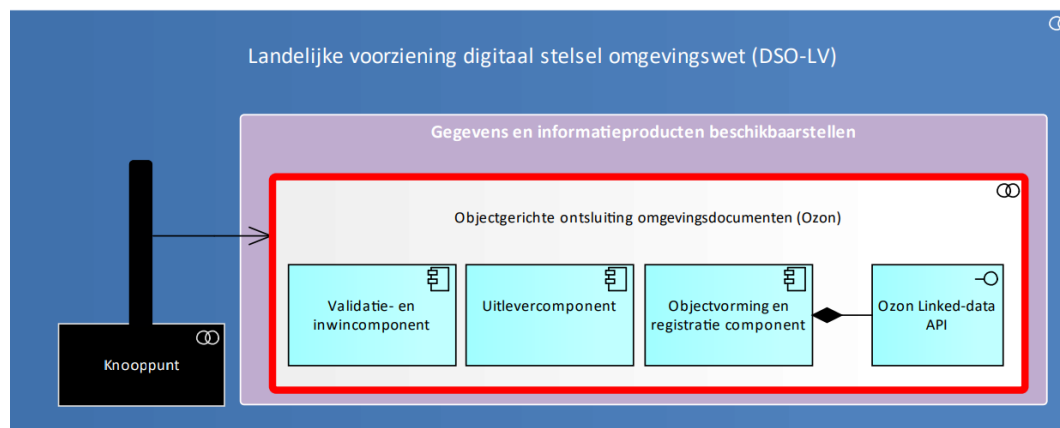 Landelijke voorziening digitaal stelsel omgevingswet (DSO-LV)
Gegevens en informatieproducten beschikbaarstellen
Objectgerichte ontsluiting omgevingsdocumenten (Ozon)
Validatie- en
inwincomponent
Uitlevercomponent
Objectvorming en
registratie component
Ozon Linked-data
API
Knooppunt